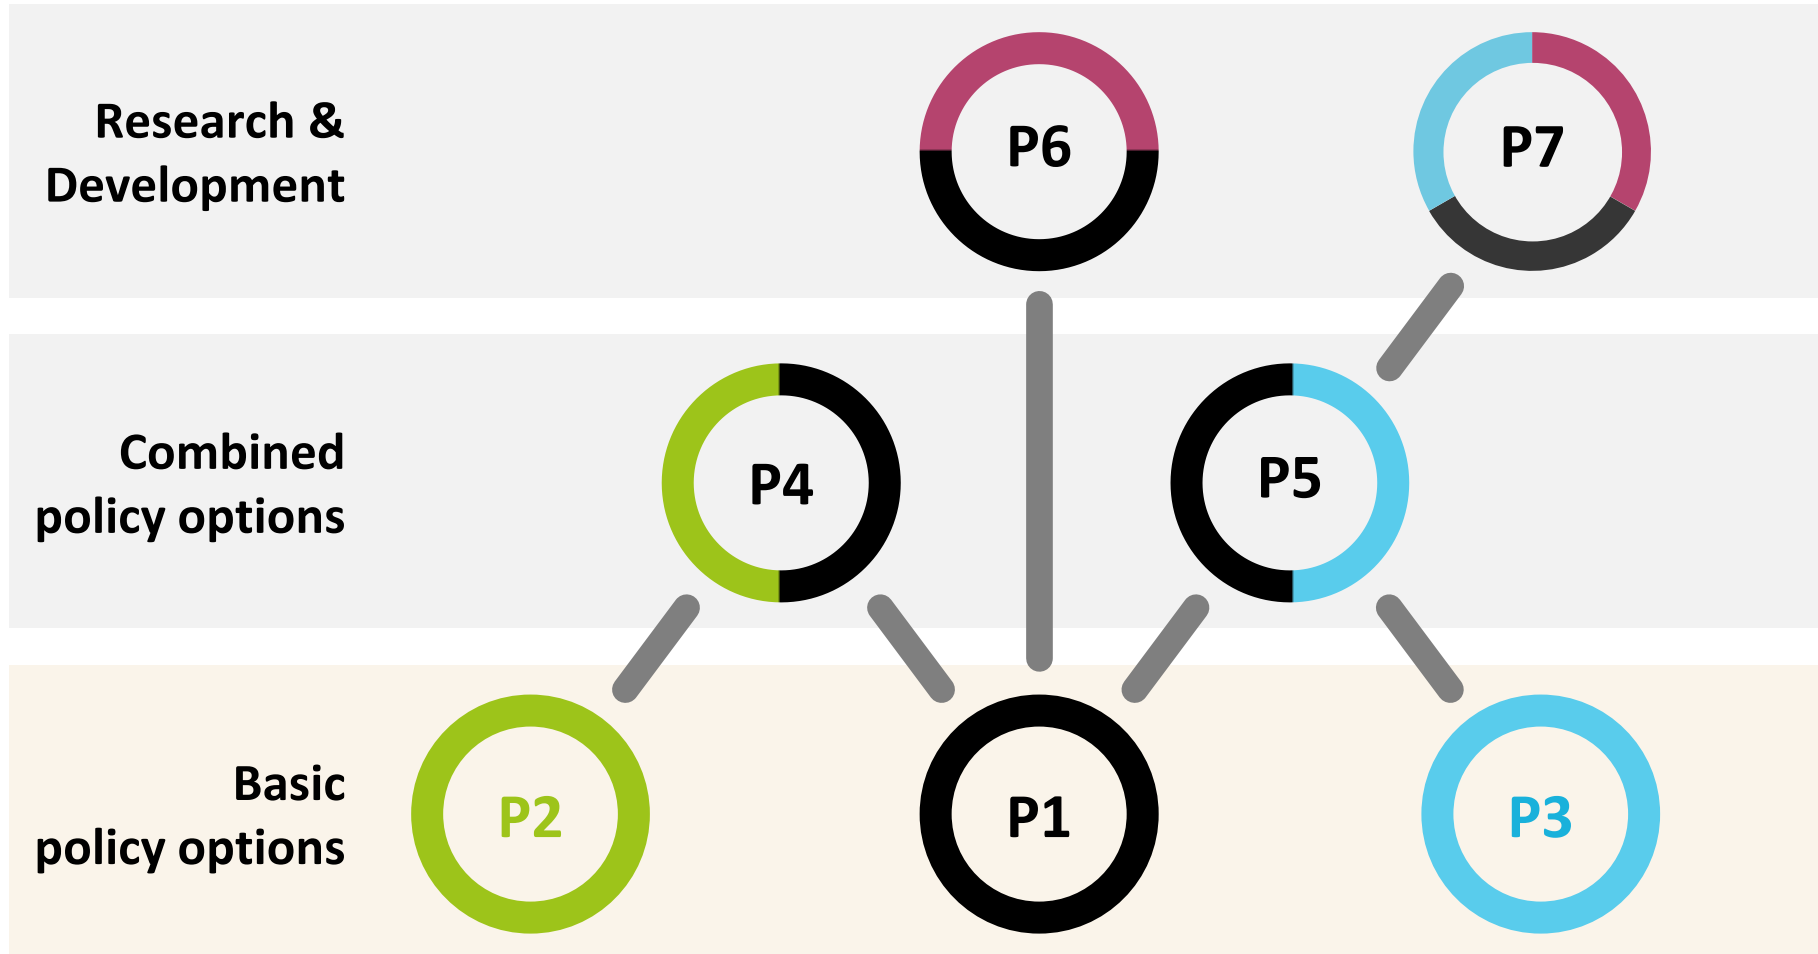 Research &
Development
P6
P7
Combined
policy options
P4
P5
Basic
policy options
P2
P1
P3